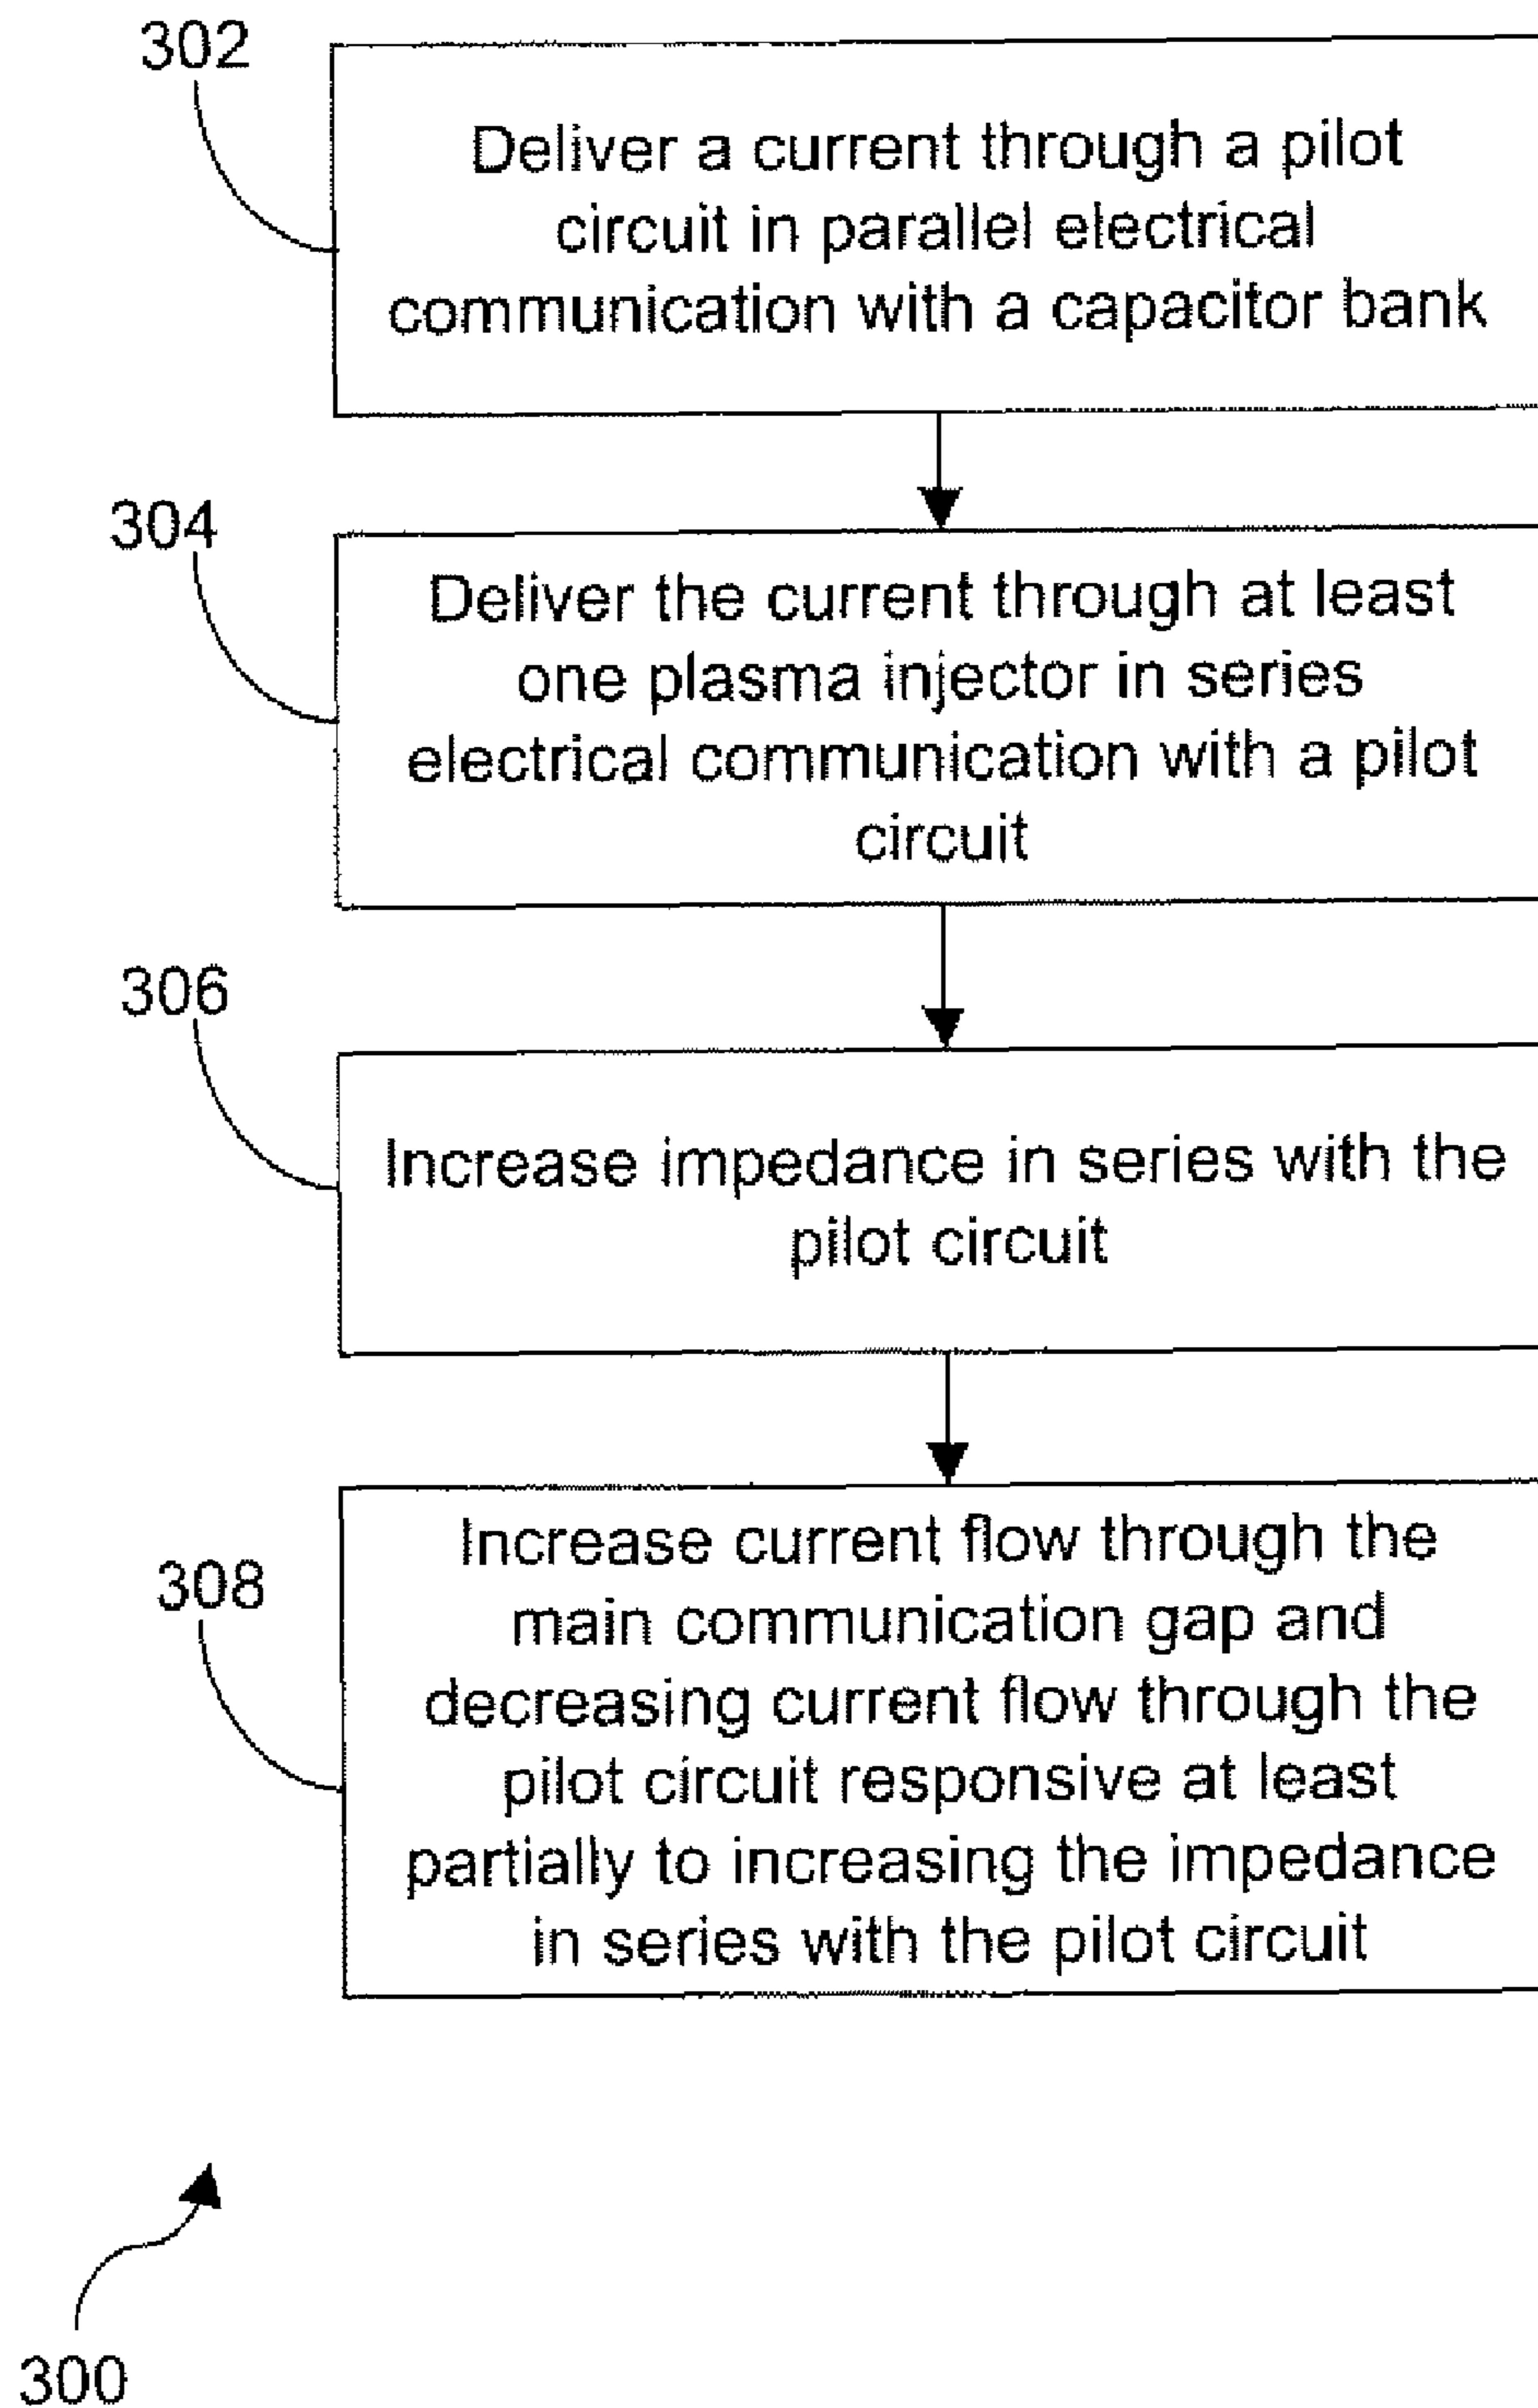 302
Deliver a current through a pilot
circuit in parallel electrical
communication with a capacitor bank
304
Deliver the current through at least
one plasma injector in series
electrical communication with a pilot
circuit
306
Increase impedance in series with the
pilot circuit
308
Increase current flow through the
main communication gap and
decreasing current flow through the
pilot circuit responsive at least
partially to increasing the impedance
in series with the pilot circuit
300